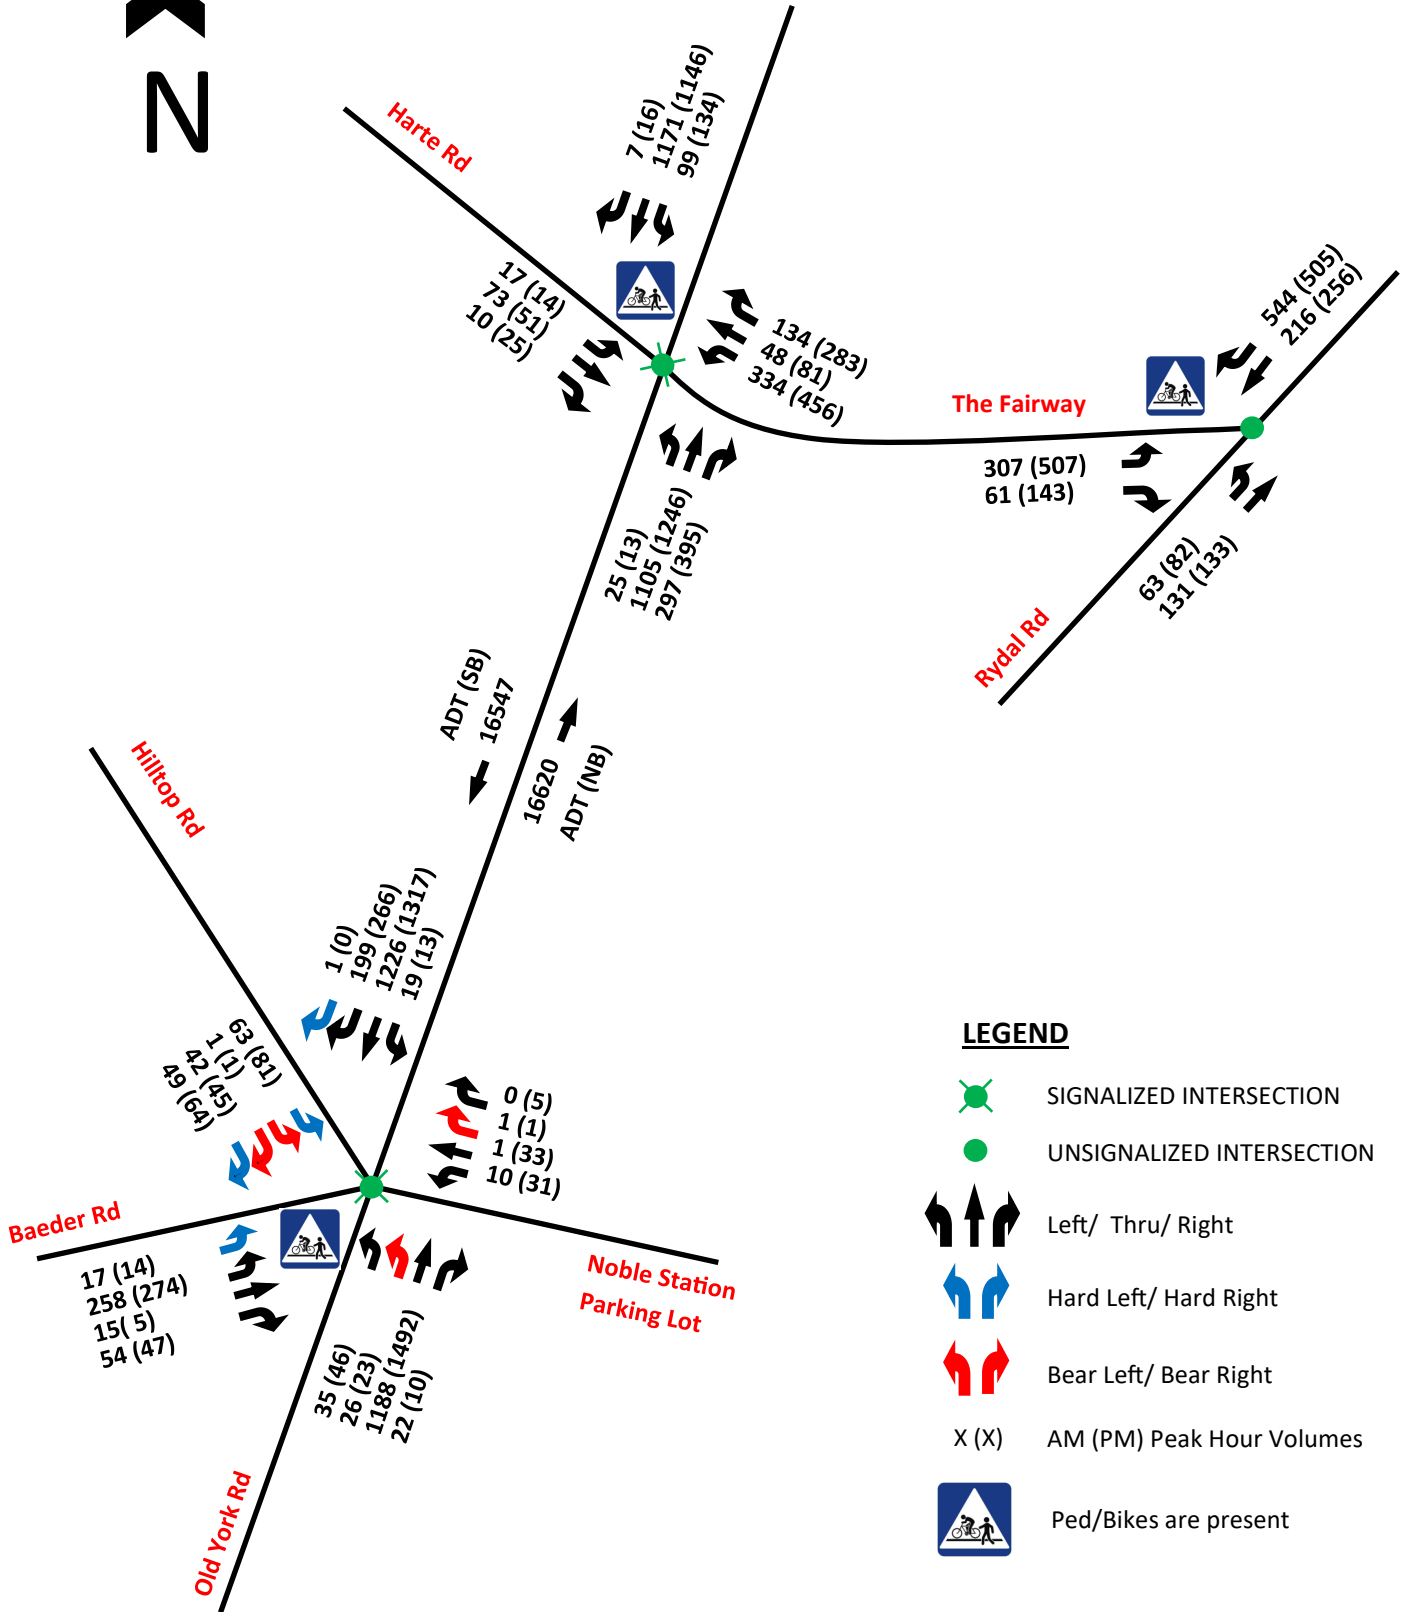 N
Harte Rd
7 (16)
1171 (1146)
99 (134)
17 (14)
73 (51)
10 (25)
134 (283)
48 (81)
334 (456)
25 (13)
1105 (1246)
297 (395)
The Fairway
544 (505)
216 (256)
307 (507)
61 (143)
63 (82)
131 (133)
Rydal Rd
ADT (SB)
16547
16620
ADT (NB)
Hilltop Rd
1 (0)
199 (266)
1226 (1317)
19 (13)
63 (81)
1 (1)
42 (45)
49 (64)
0 (5)
1 (1)
1 (33)
10 (31)
Baeder Rd
17 (14)
258 (274)
15( 5)
54 (47)
Noble Station
Parking Lot
35 (46)
26 (23)
1188 (1492)
22 (10)
Old York Rd
LEGEND
SIGNALIZED INTERSECTION
UNSIGNALIZED INTERSECTION
Left/ Thru/ Right
Hard Left/ Hard Right
Bear Left/ Bear Right
X (X) AM (PM) Peak Hour Volumes
Ped/Bikes are present